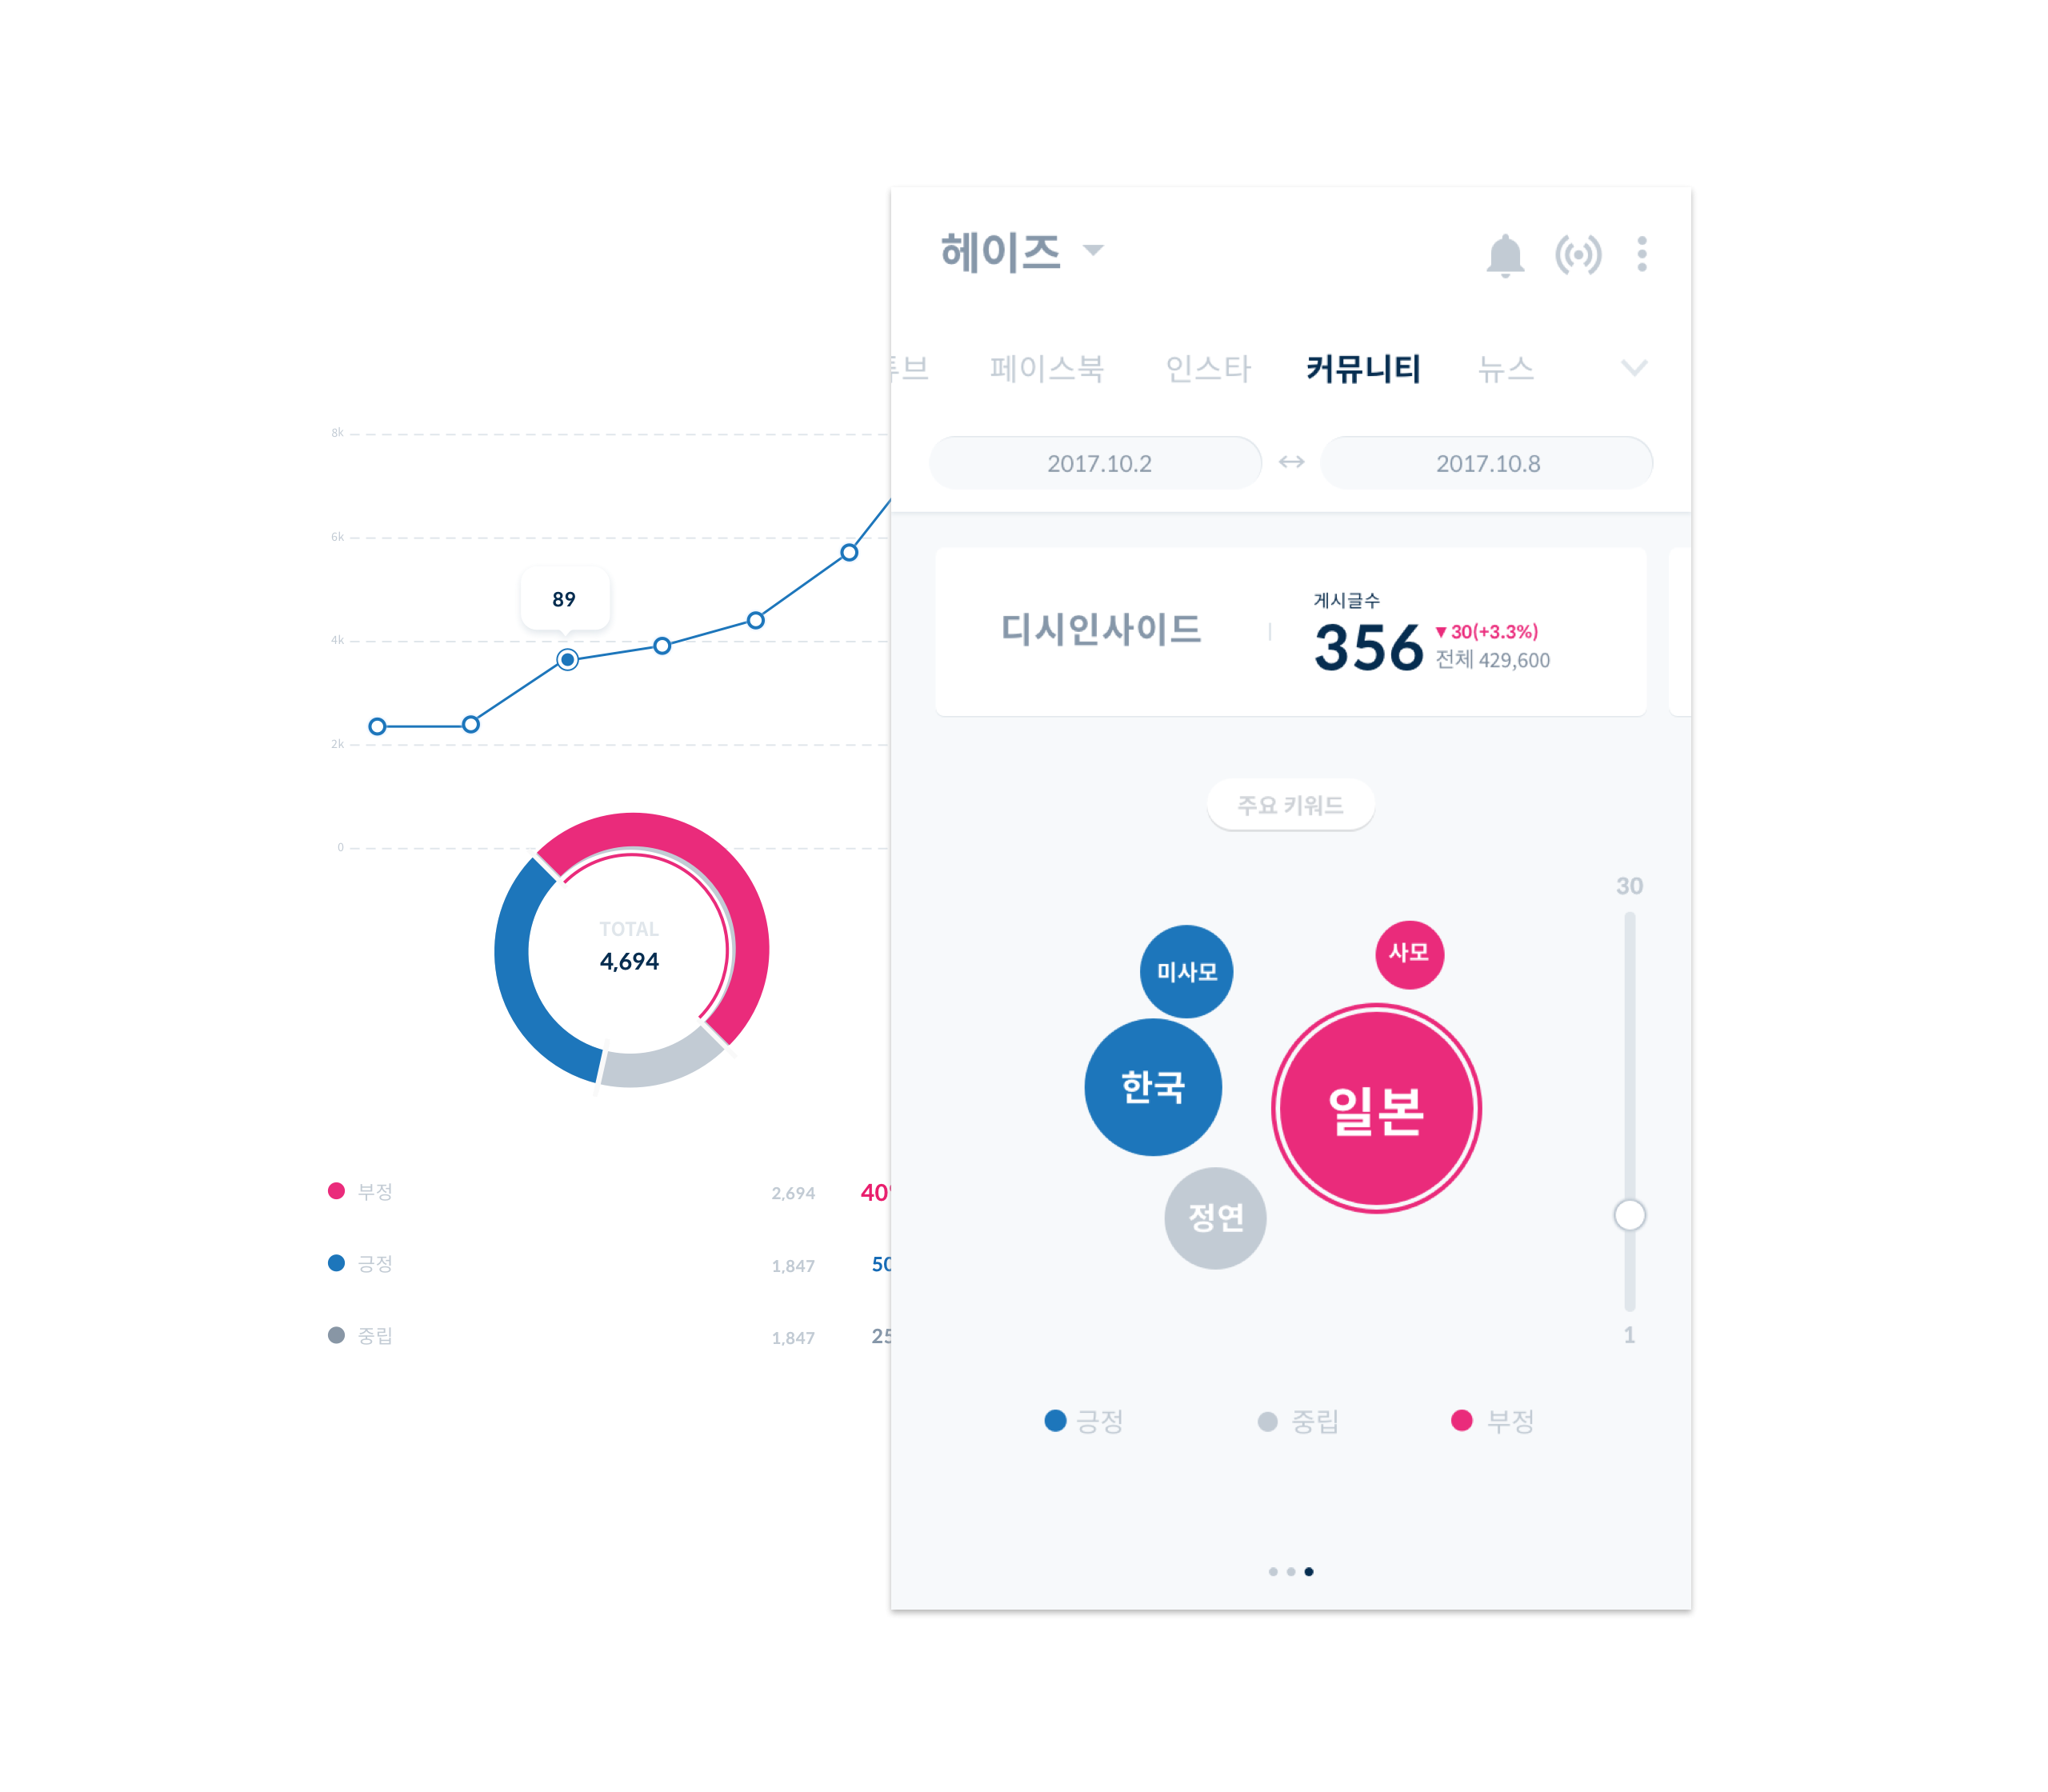 8k
6k
4k
2k
0
89
TOTAL
4,694
부정 2,694 40
긍정 1,847 50
중립 1,847 25
헤이즈
브 페이스북 인스타 커뮤니티 뉴스
2017.10.2 2017.10.8
디시인사이드
게시글수
356
▼30(+3.3%)
전체 429,600
주요 키워드
30
미사모
사모
한국
일본
정연
1
긍정 중립 부정